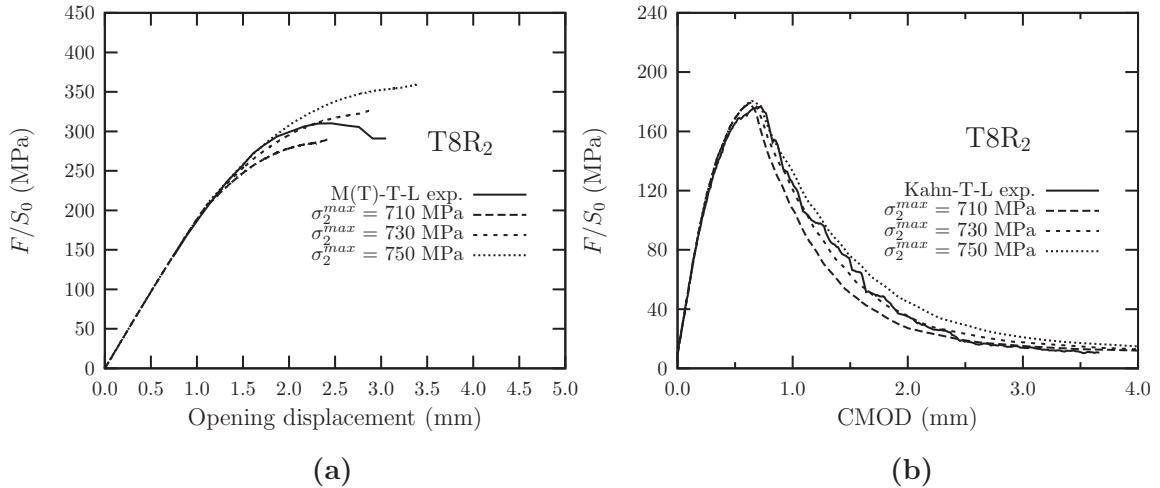 450
400
350
300
250
200
150
100
50
0
F/S₀ (MPa)
0.0 0.5 1.0 1.5 2.0 2.5 3.0 3.5 4.0 4.5 5.0
Opening displacement (mm)
T8R₂
M(T)-T-L exp.
σ₂ᵐᵃˣ = 710 MPa
σ₂ᵐᵃˣ = 730 MPa
σ₂ᵐᵃˣ = 750 MPa
(a)
240
200
160
120
80
40
0
F/S₀ (MPa)
0.0 1.0 2.0 3.0 4.0
CMOD (mm)
T8R₂
Kahn-T-L exp.
σ₂ᵐᵃˣ = 710 MPa
σ₂ᵐᵃˣ = 730 MPa
σ₂ᵐᵃˣ = 750 MPa
(b)